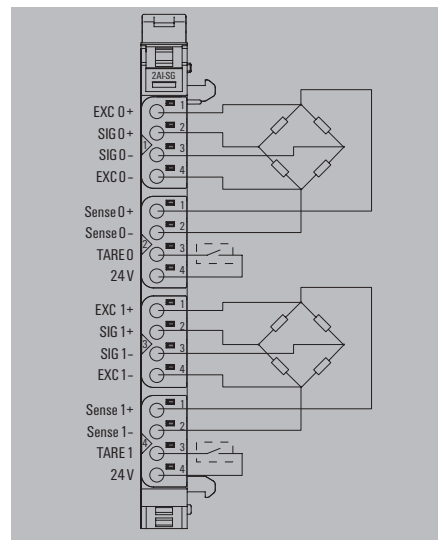 2AI-SG
EXC 0+ 1
SIG 0+ 2
SIG 0– 3
EXC 0– 4
1
Sense 0+ 1
Sense 0– 2
TARE 0 3
24 V 4
2
EXC 1+ 1
SIG 1+ 2
SIG 1– 3
EXC 1– 4
3
Sense 1+ 1
Sense 1– 2
TARE 1 3
24 V 4
4